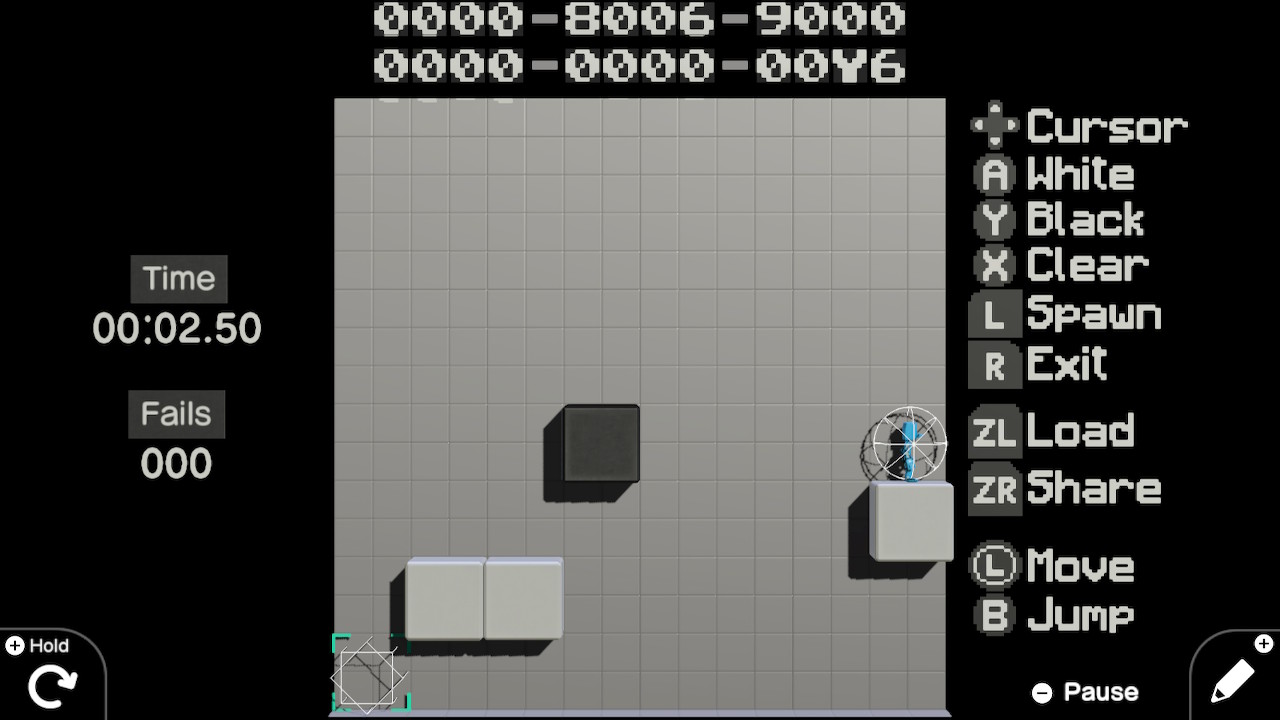 0000-8006-9000
0000-0000-00Y6
Cursor
A White
Y Black
X Clear
L Spawn
R Exit
ZL Load
ZR Share
L Move
B Jump
Time
00:02.50
Fails
000
+ Hold
+
- Pause